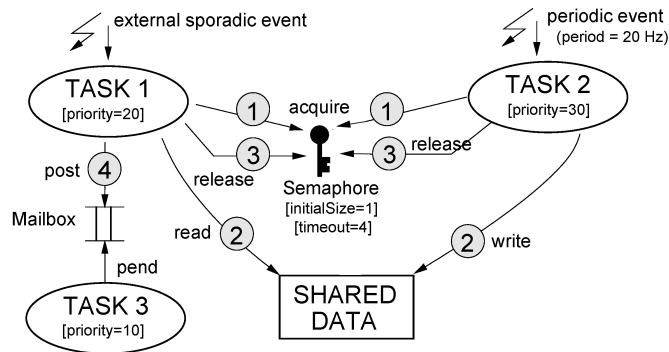 external sporadic event
periodic event
(period = 20 Hz)
TASK 1
[priority=20]
TASK 2
[priority=30]
1
acquire
1
3
release
3
release
4
post
Semaphore
[initialSize=1]
[timeout=4]
Mailbox
read
2
2
write
pend
TASK 3
[priority=10]
SHARED
DATA